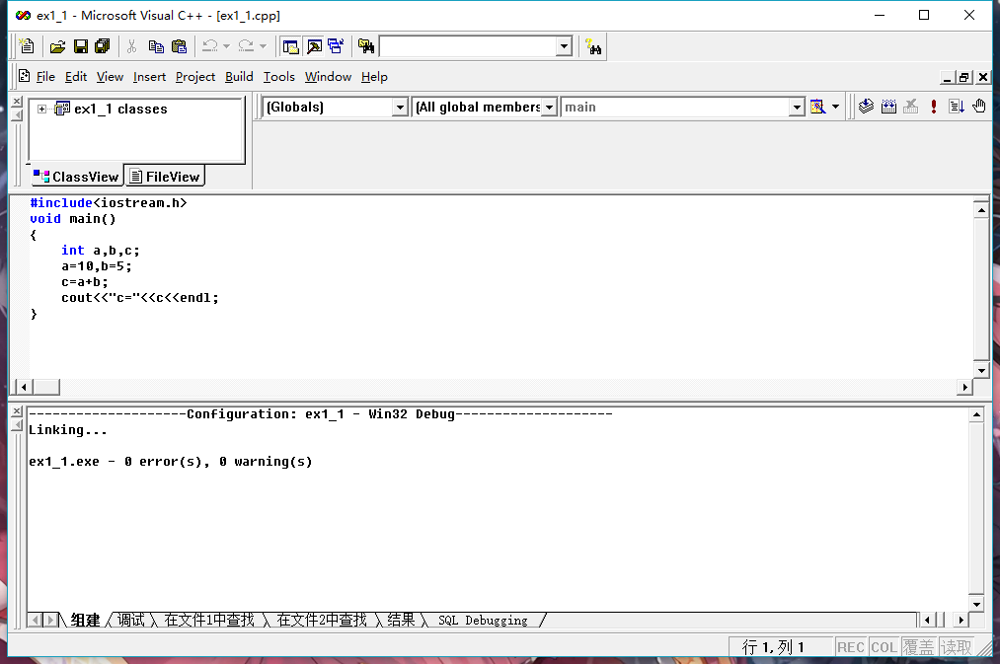 ex1_1 - Microsoft Visual C++ - [ex1_1.cpp]
File Edit View Insert Project Build Tools Window Help
ex1_1 classes
(Globals) (All global members main
ClassView FileView
#include<iostream.h>
void main()
{
int a,b,c;
a=10,b=5;
c=a+b;
cout<<"c="<<c<<endl;
}
--------------------Configuration: ex1_1 - Win32 Debug--------------------
Linking...
ex1_1.exe - 0 error(s), 0 warning(s)
组建 调试 在文件1中查找 在文件2中查找 结果 SQL Debugging
行 1,列 1 REC COL 覆盖 读取